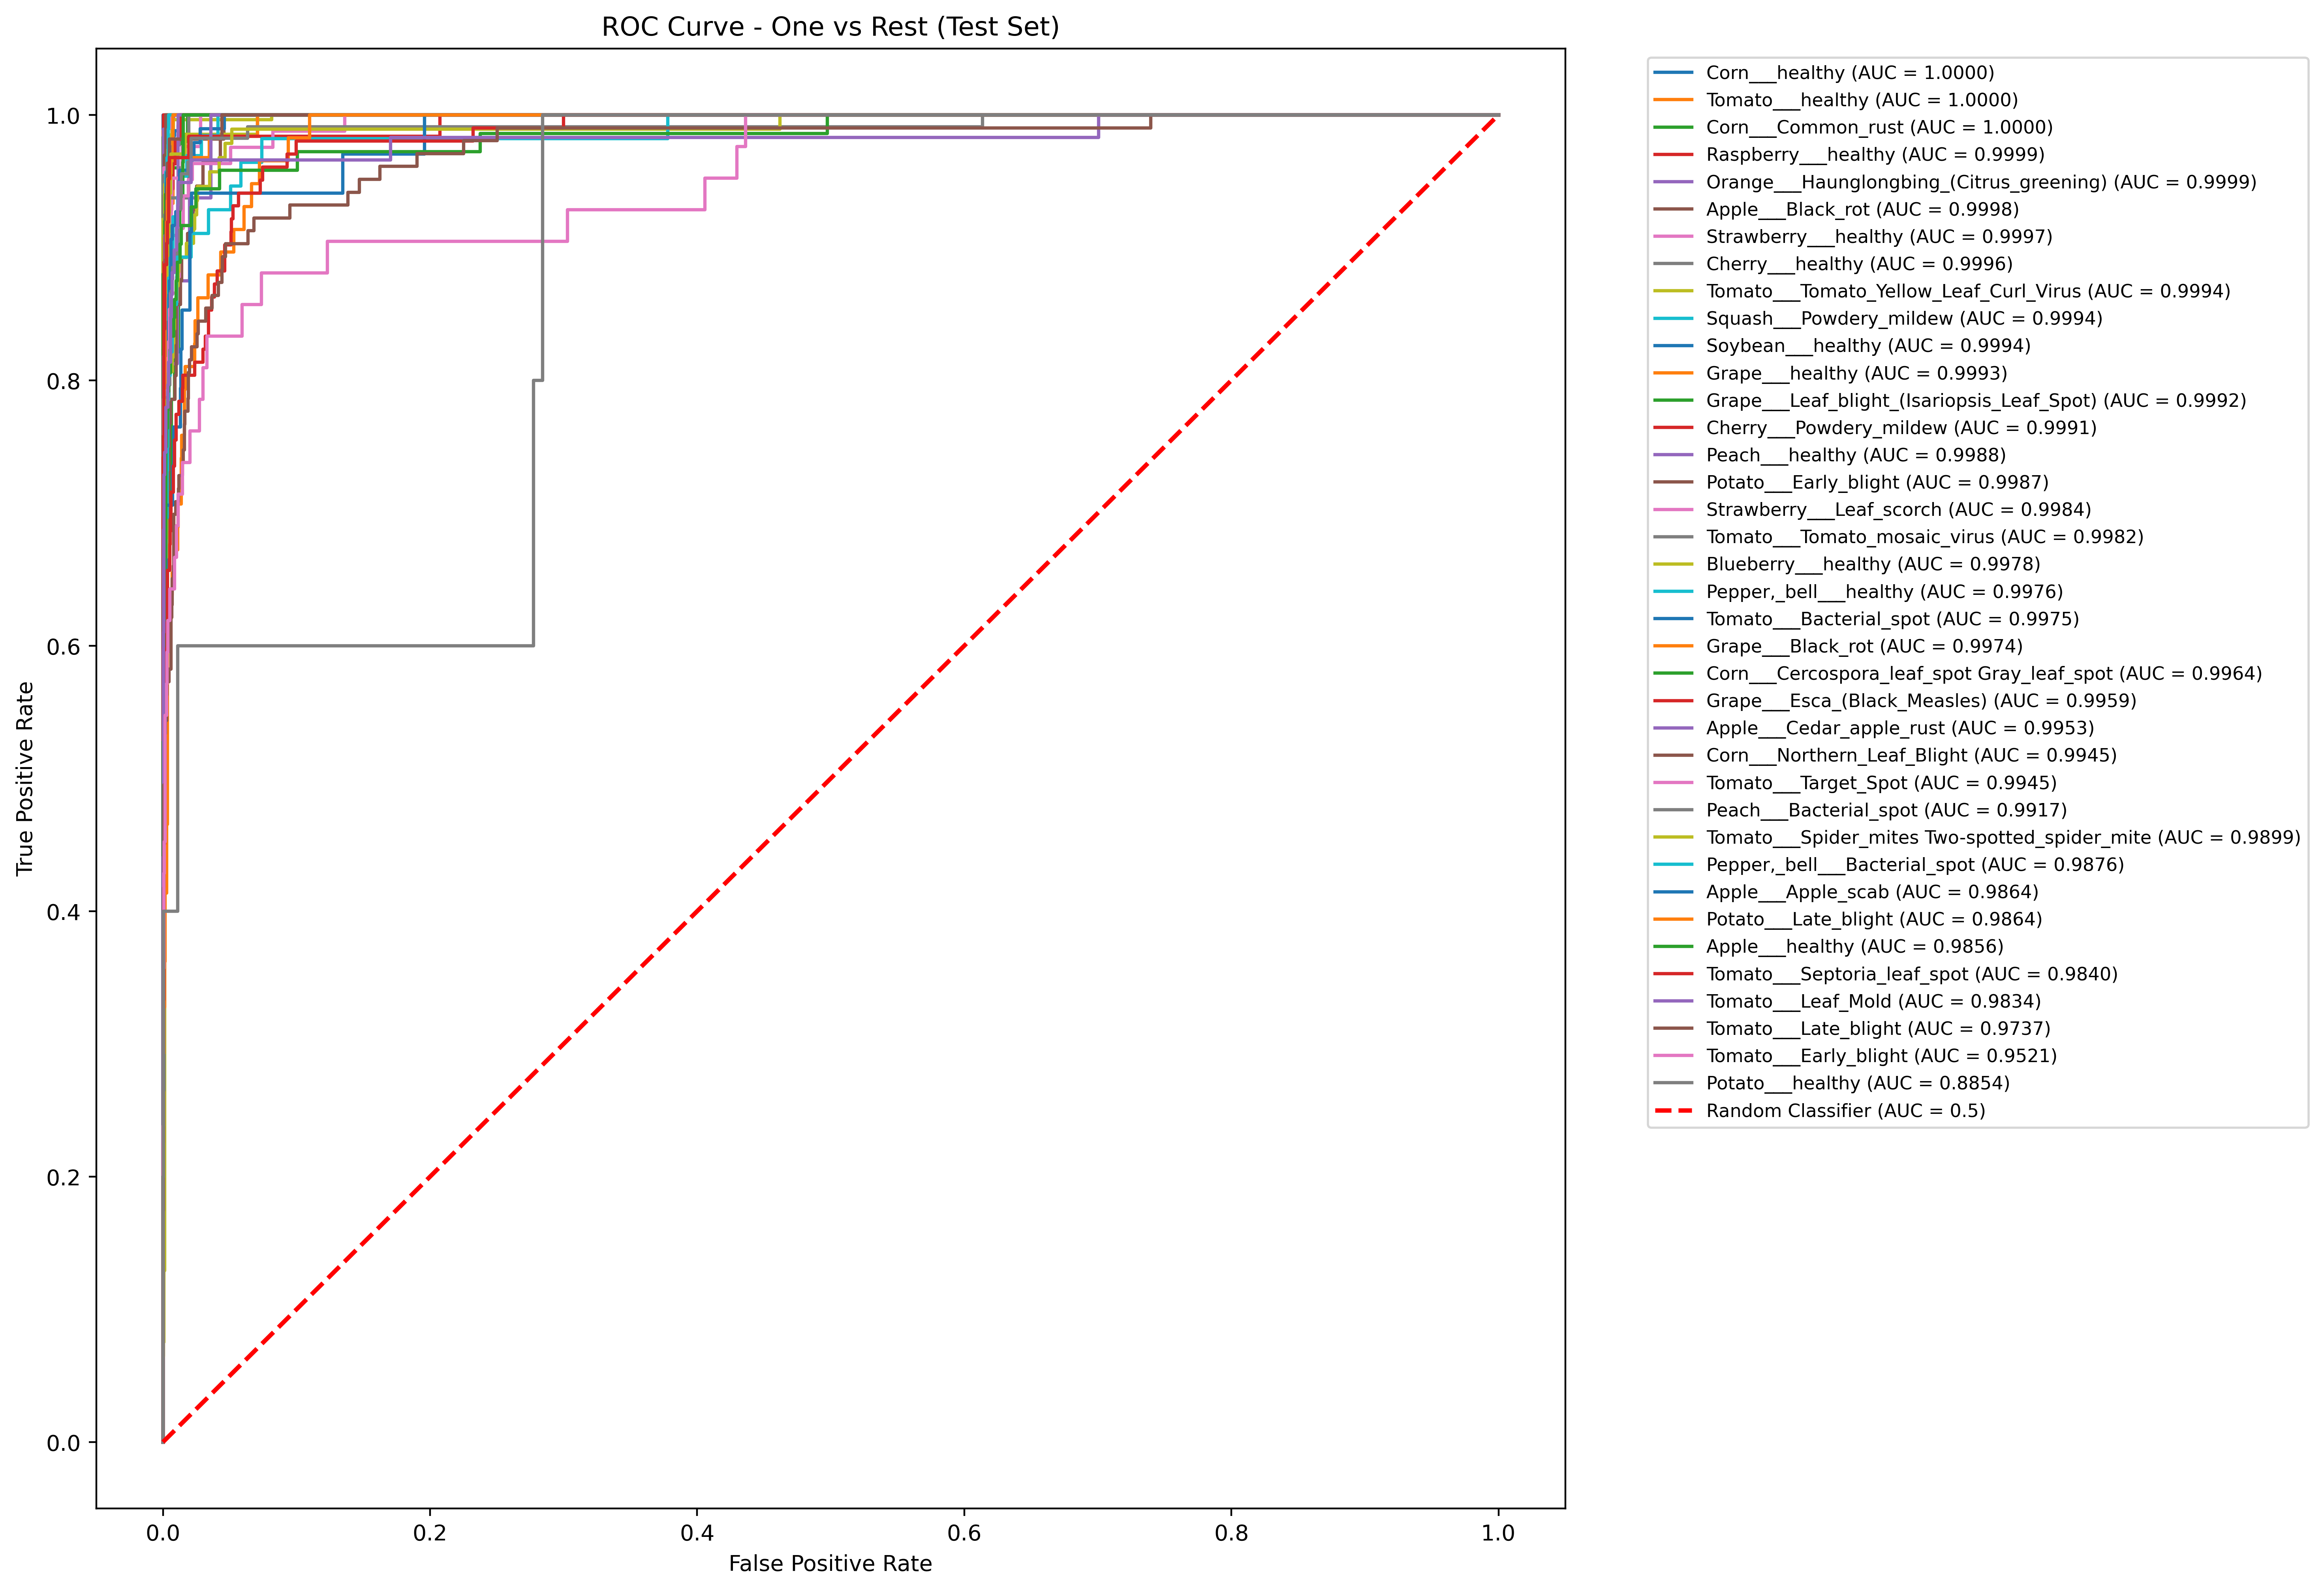 ROC Curve - One vs Rest (Test Set)
True Positive Rate
1.0
0.8
0.6
0.4
0.2
0.0
0.0 0.2 0.4 0.6 0.8 1.0
False Positive Rate
Corn___healthy (AUC = 1.0000)
Tomato___healthy (AUC = 1.0000)
Corn___Common_rust (AUC = 1.0000)
Raspberry___healthy (AUC = 0.9999)
Orange___Haunglongbing_(Citrus_greening) (AUC = 0.9999)
Apple___Black_rot (AUC = 0.9998)
Strawberry___healthy (AUC = 0.9997)
Cherry___healthy (AUC = 0.9996)
Tomato___Tomato_Yellow_Leaf_Curl_Virus (AUC = 0.9994)
Squash___Powdery_mildew (AUC = 0.9994)
Soybean___healthy (AUC = 0.9994)
Grape___healthy (AUC = 0.9993)
Grape___Leaf_blight_(Isariopsis_Leaf_Spot) (AUC = 0.9992)
Cherry___Powdery_mildew (AUC = 0.9991)
Peach___healthy (AUC = 0.9988)
Potato___Early_blight (AUC = 0.9987)
Strawberry___Leaf_scorch (AUC = 0.9984)
Tomato___Tomato_mosaic_virus (AUC = 0.9982)
Blueberry___healthy (AUC = 0.9978)
Pepper,_bell___healthy (AUC = 0.9976)
Tomato___Bacterial_spot (AUC = 0.9975)
Grape___Black_rot (AUC = 0.9974)
Corn___Cercospora_leaf_spot Gray_leaf_spot (AUC = 0.9964)
Grape___Esca_(Black_Measles) (AUC = 0.9959)
Apple___Cedar_apple_rust (AUC = 0.9953)
Corn___Northern_Leaf_Blight (AUC = 0.9945)
Tomato___Target_Spot (AUC = 0.9945)
Peach___Bacterial_spot (AUC = 0.9917)
Tomato___Spider_mites Two-spotted_spider_mite (AUC = 0.9899)
Pepper,_bell___Bacterial_spot (AUC = 0.9876)
Apple___Apple_scab (AUC = 0.9864)
Potato___Late_blight (AUC = 0.9864)
Apple___healthy (AUC = 0.9856)
Tomato___Septoria_leaf_spot (AUC = 0.9840)
Tomato___Leaf_Mold (AUC = 0.9834)
Tomato___Late_blight (AUC = 0.9737)
Tomato___Early_blight (AUC = 0.9521)
Potato___healthy (AUC = 0.8854)
Random Classifier (AUC = 0.5)